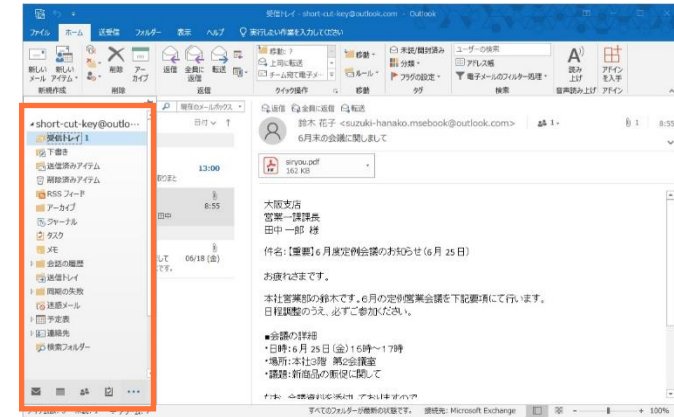 受信トレイ - short-cut-key@outlook.com - Outlook
ファイル ホーム 送受信 フォルダー 表示 ヘルプ 実行したい作業を入力してください
新しい メール
新しい アイテム
削除
アーカイブ
返信 全員に返信 転送
移動: ?
上司に転送
チーム宛て電子メ…
移動
ルール
未読/開封済み
分類
フラグの設定
ユーザーの検索
アドレス帳
電子メールのフィルター処理
読み上げ
アドインを入手
新規作成 削除 返信 クイック操作 移動 タグ 検索 音声読み上げ アドイン
現在のメールボックス
日付 ↑
short-cut-key@outlo…
受信トレイ 1
下書き
送信済みアイテム
削除済みアイテム
RSS フィード
アーカイブ
ジャーナル
タスク
メモ
会話の履歴
送信トレイ
同期の失敗
迷惑メール
予定表
連絡先
検索フォルダー
13:00
8:55
田中
06/18 (金)
返信 全員に返信 転送
鈴木 花子 <suzuki-hanako.msebook@outlook.com>
1
1
8:55
6月末の会議に関しまして
siryou.pdf
162 KB
大阪支店
営業一課課長
田中 一郎 様
件名:【重要】6月度定例会議のお知らせ(6月 25日)
お疲れさまです。
本社営業部の鈴木です。6月の定例営業会議を下記要項にて行います。
日程調整のうえ、必ずご参加ください。
■会議の詳細
・日時:6月 25日(金)16時～17時
・場所:本社3階 第2会議室
・議題:新商品の販促に関して
すべてのフォルダーが最新の状態です。 接続先: Microsoft Exchange
100%